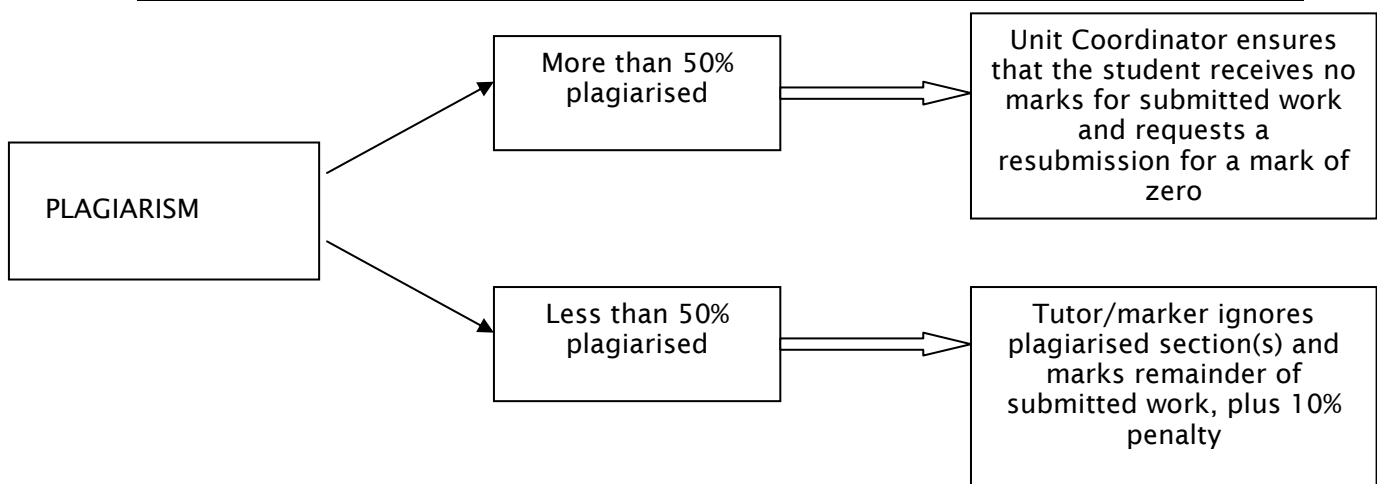 PLAGIARISM
More than 50%
plagiarised
Unit Coordinator ensures
that the student receives no
marks for submitted work
and requests a
resubmission for a mark of
zero
Less than 50%
plagiarised
Tutor/marker ignores
plagiarised section(s) and
marks remainder of
submitted work, plus 10%
penalty